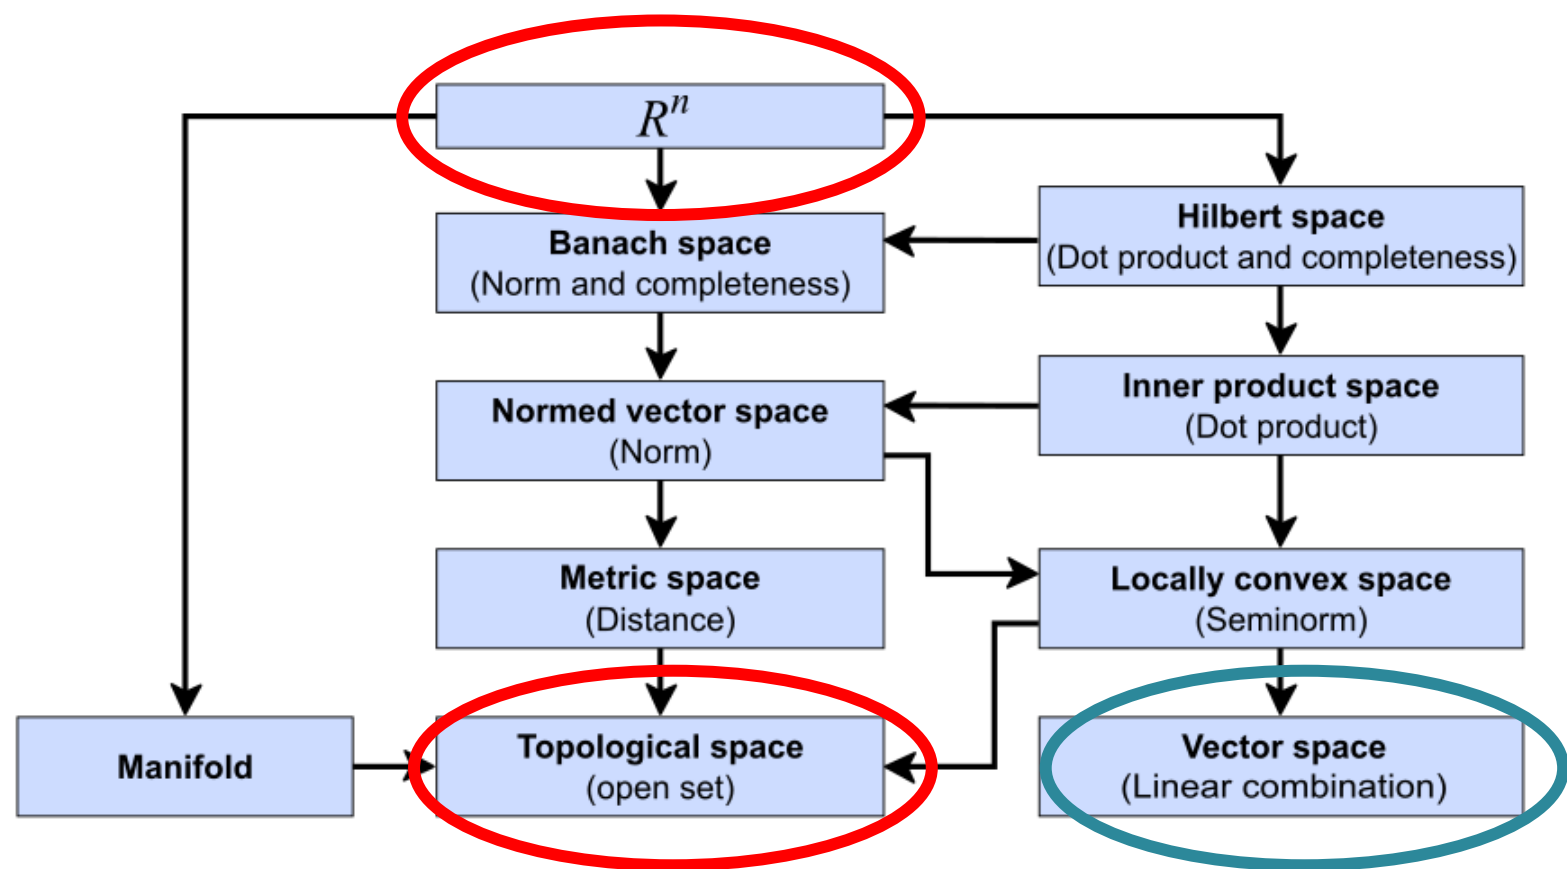 Rⁿ
Banach space
(Norm and completeness)
Hilbert space
(Dot product and completeness)
Normed vector space
(Norm)
Inner product space
(Dot product)
Metric space
(Distance)
Locally convex space
(Seminorm)
Manifold
Topological space
(open set)
Vector space
(Linear combination)